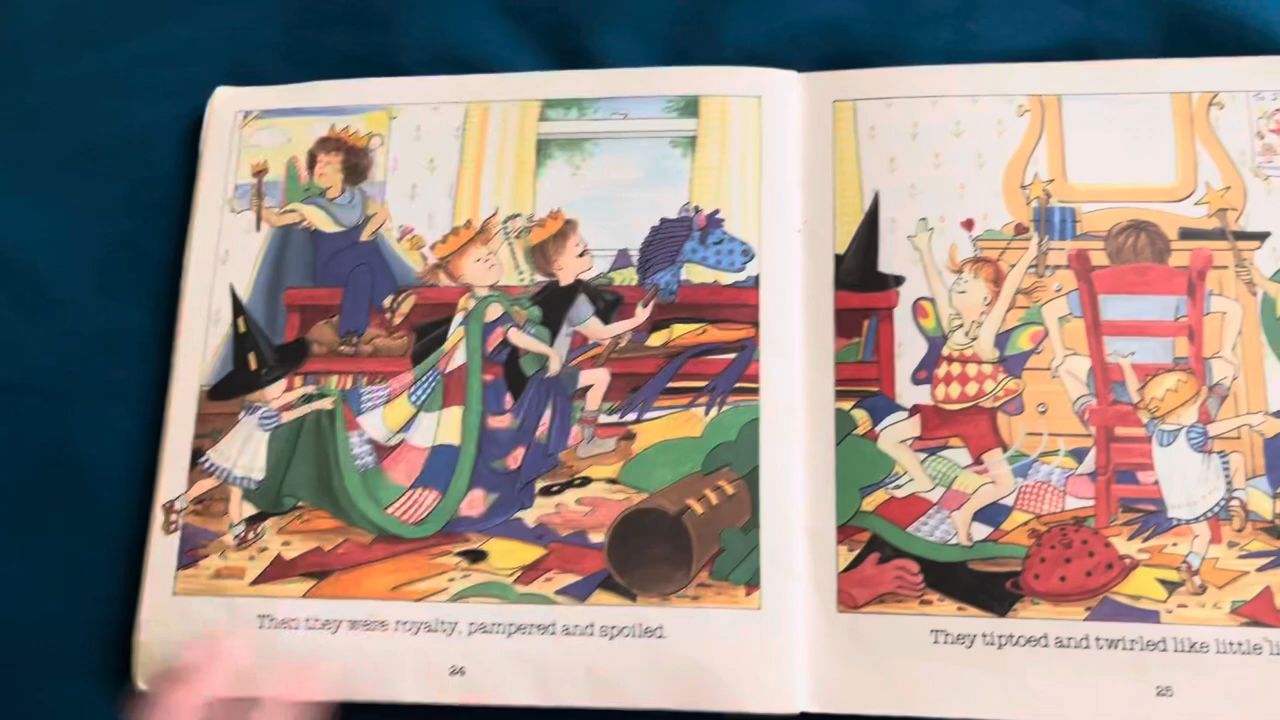 Then they were royalty, pampered and spoiled.
24
They tiptoed and twirled like little
25